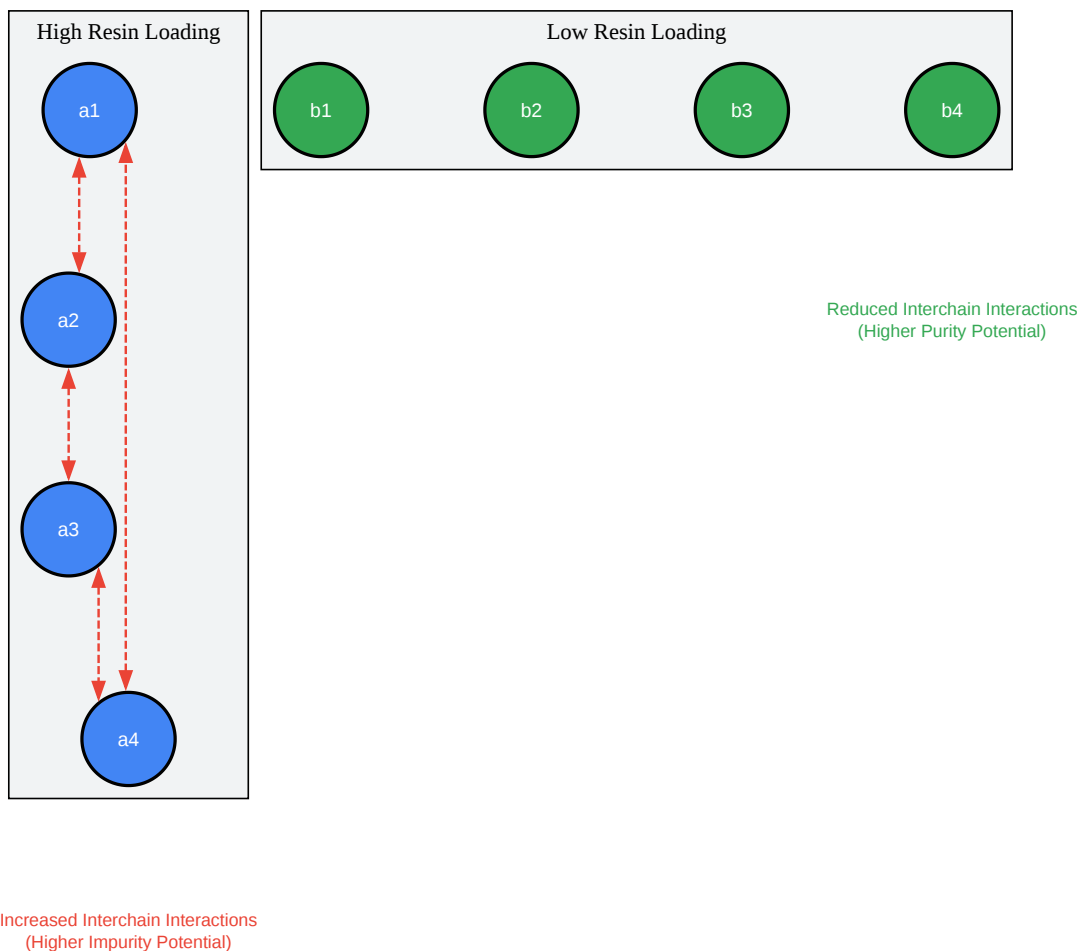 High Resin Loading
a1
a2
a3
a4
Increased Interchain Interactions
(Higher Impurity Potential)
Low Resin Loading
b1
b2
b3
b4
Reduced Interchain Interactions
(Higher Purity Potential)